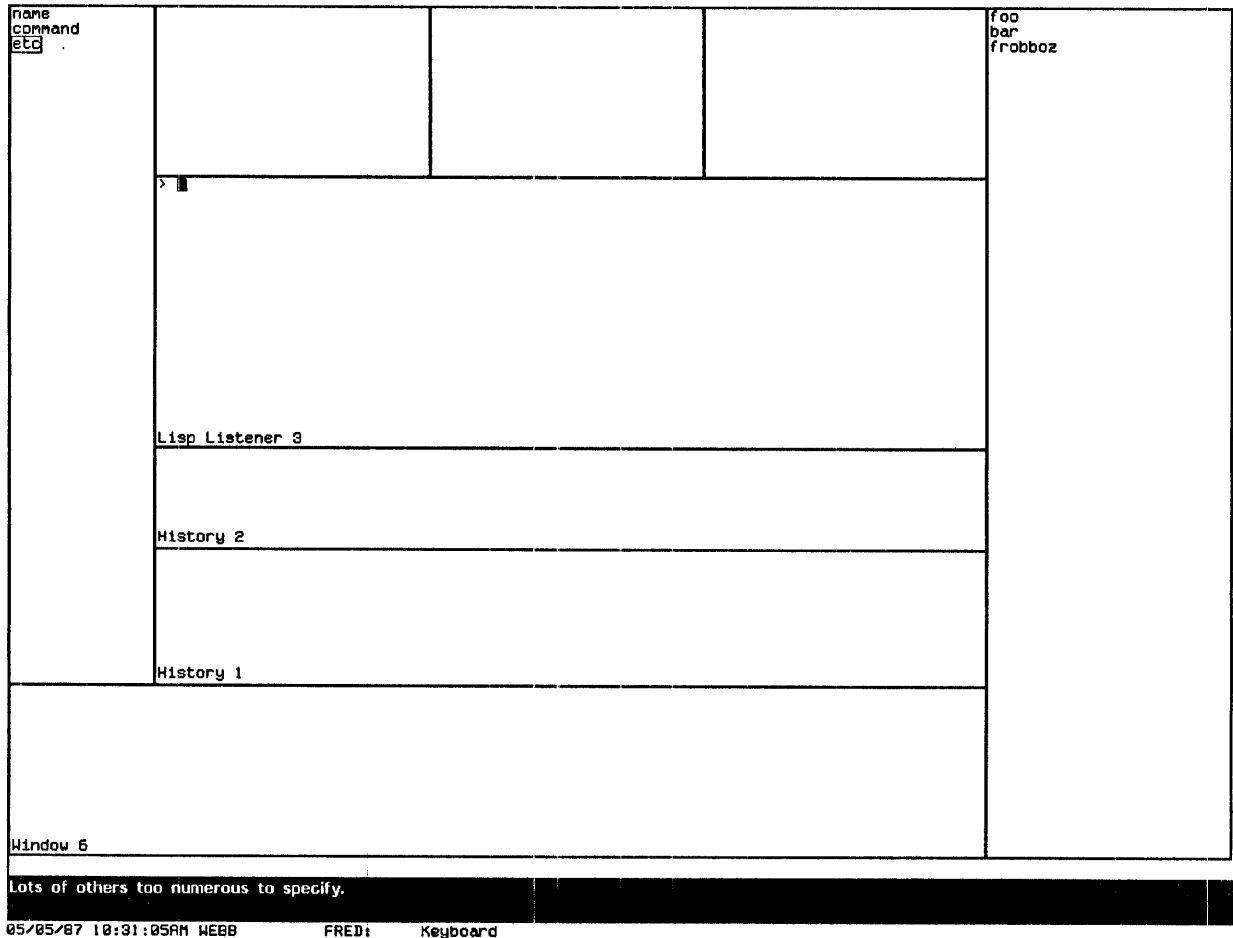 name
command
etc
foo
bar
frobboz
>
Lisp Listener 3
History 2
History 1
Window 6
Lots of others too numerous to specify.
05/05/87 10:31:05AM WEBB FRED: Keyboard